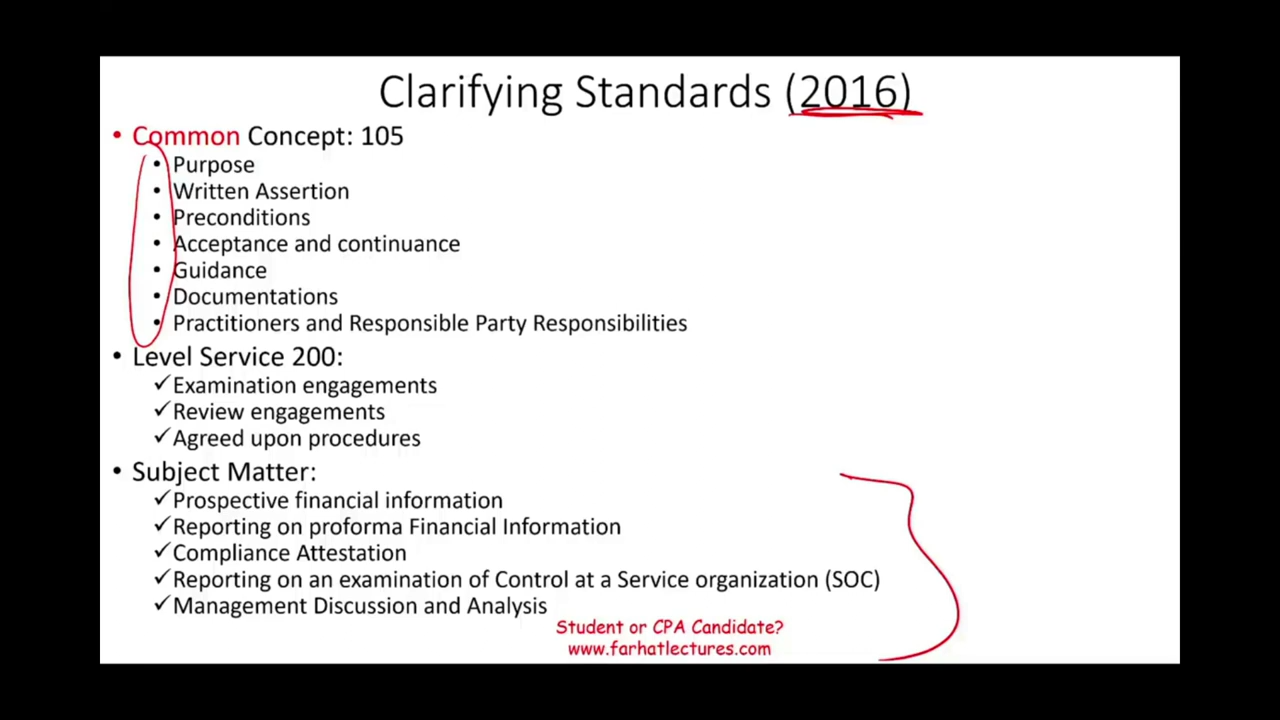 Clarifying Standards (2016)
• Common Concept: 105
• Purpose
• Written Assertion
• Preconditions
• Acceptance and continuance
• Guidance
• Documentations
• Practitioners and Responsible Party Responsibilities
• Level Service 200:
✓Examination engagements
✓Review engagements
✓Agreed upon procedures
• Subject Matter:
✓Prospective financial information
✓Reporting on proforma Financial Information
✓Compliance Attestation
✓Reporting on an examination of Control at a Service organization (SOC)
✓Management Discussion and Analysis
Student or CPA Candidate?
www.farhatlectures.com